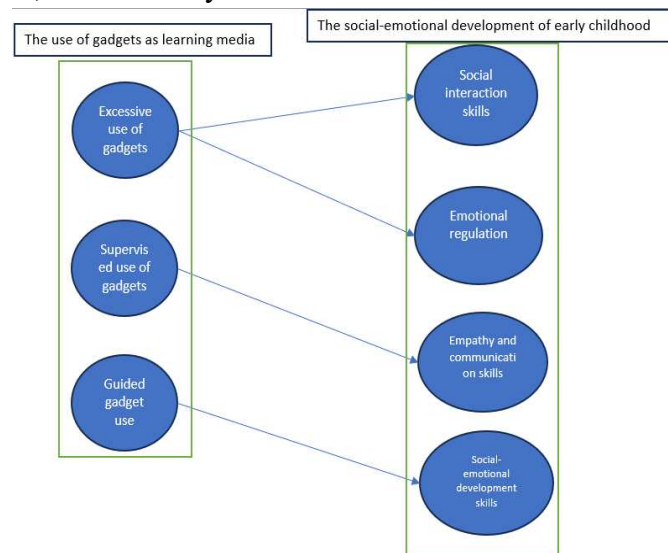 The use of gadgets as learning media
The social-emotional development of early childhood
Excessive
use of
gadgets
Supervis
ed use of
gadgets
Guided
gadget
use
Social
interaction
skills
Emotional
regulation
Empathy and
communicati
on skills
Social-
emotional
development
skills